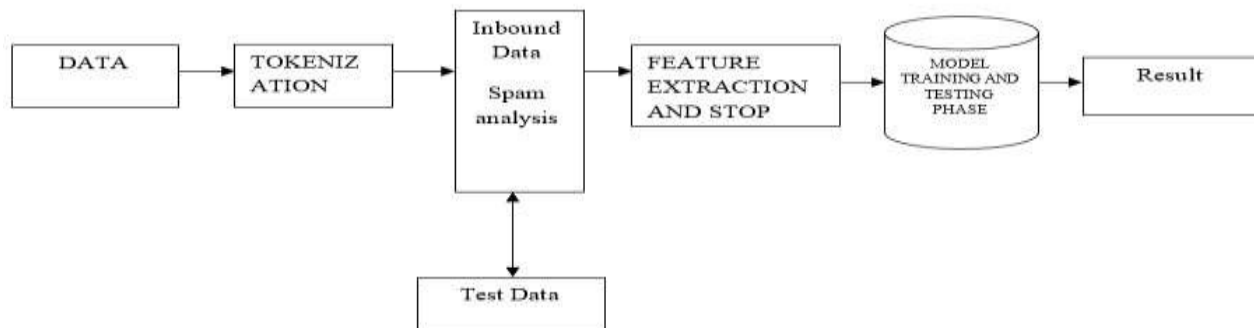 DATA
TOKENIZ
ATION
Inbound
Data
Spam
analysis
FEATURE
EXTRACTION
AND STOP
MODEL
TRAINING AND
TESTING
PHASE
Result
Test Data